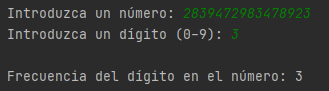 Introduzca un número: 2839472983478923
Introduzca un dígito (0-9): 3
Frecuencia del dígito en el número: 3